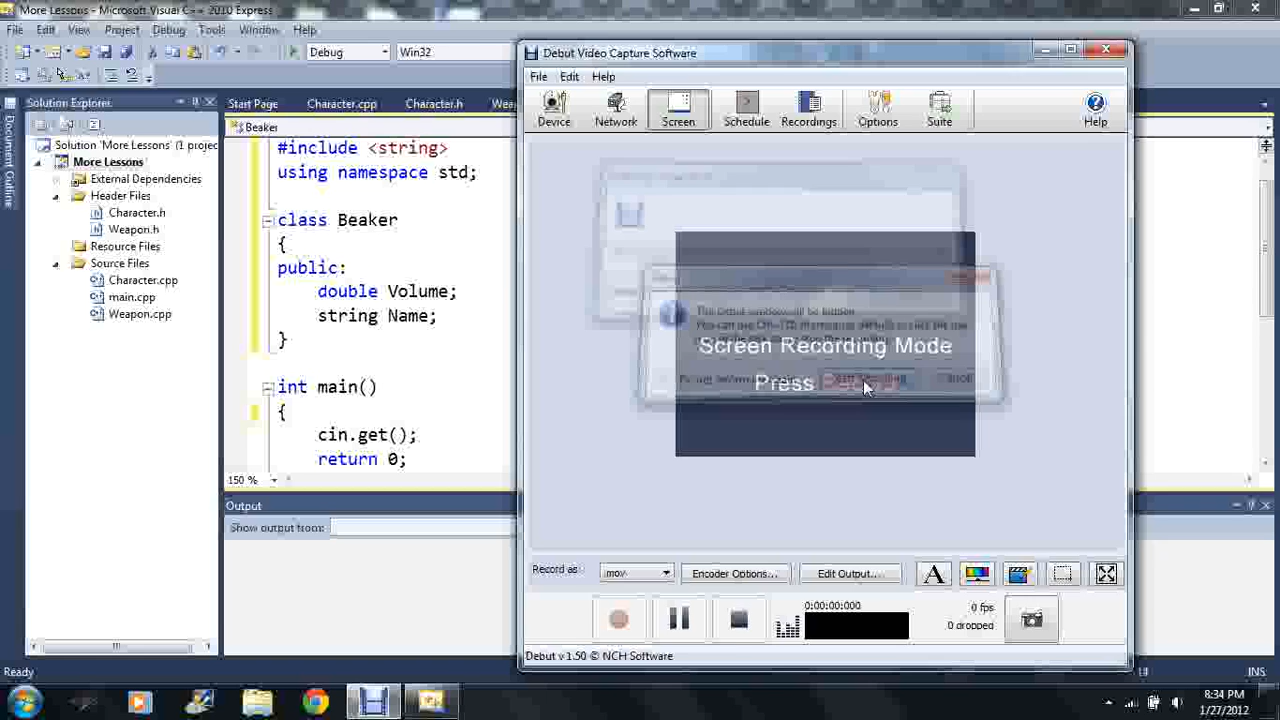 More Lessons - Microsoft Visual C++ 2010 Express
File Edit View Project Debug Tools Window Help
Debug Win32
Solution Explorer
Start Page Character.cpp Character.h
Document Outline
Beaker
Solution 'More Lessons' (1 projec
More Lessons
External Dependencies
Header Files
Character.h
Weapon.h
Resource Files
Source Files
Character.cpp
main.cpp
Weapon.cpp
#include <string>
using namespace std;
class Beaker
{
public:
double Volume;
string Name;
}
int main()
{
cin.get();
return 0;
150 %
Output
Show output from:
Ready
INS
Debut Video Capture Software
File Edit Help
Device Network Screen Schedule Recordings Options Suite Help
Screen Recording Mode
Press
Record as: .mov Encoder Options... Edit Output...
A
0:00:00:000
0 fps
0 dropped
Debut v 1.50 © NCH Software
8:34 PM
1/27/2012